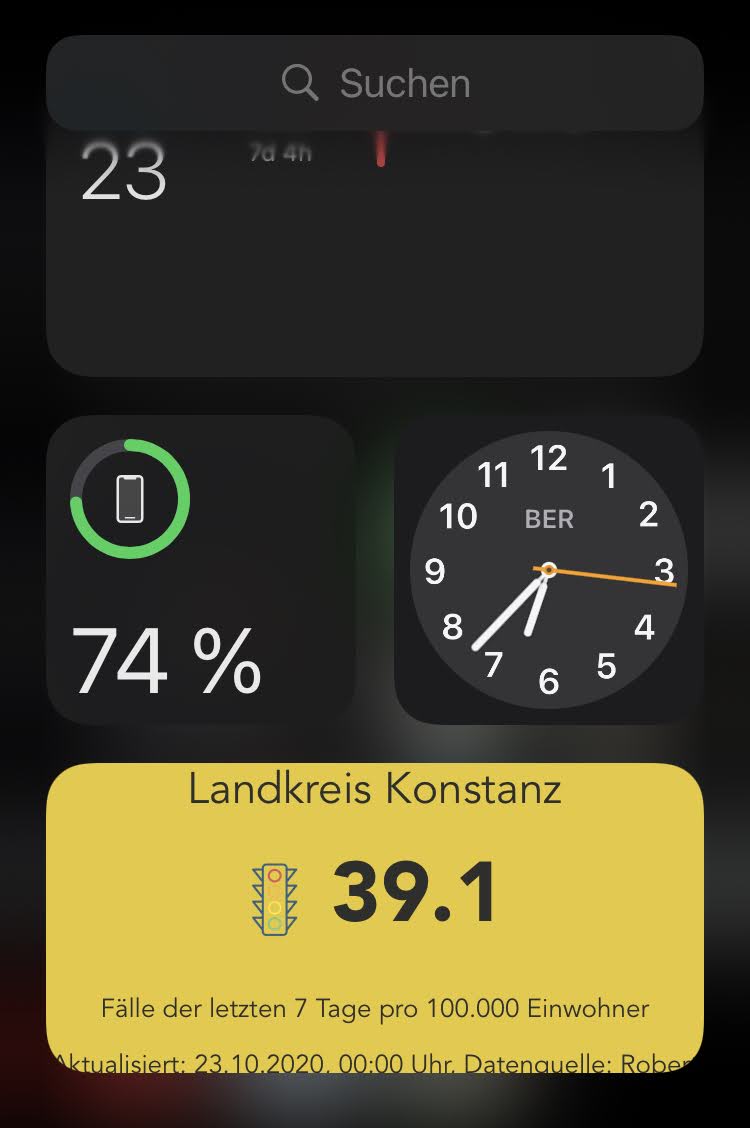 Suchen
23
7d 4h
74 %
12
11
1
10
BER
2
9
3
8
4
7
5
6
Landkreis Konstanz
39.1
Fälle der letzten 7 Tage pro 100.000 Einwohner
Aktualisiert: 23.10.2020, 00:00 Uhr, Datenquelle: Rober